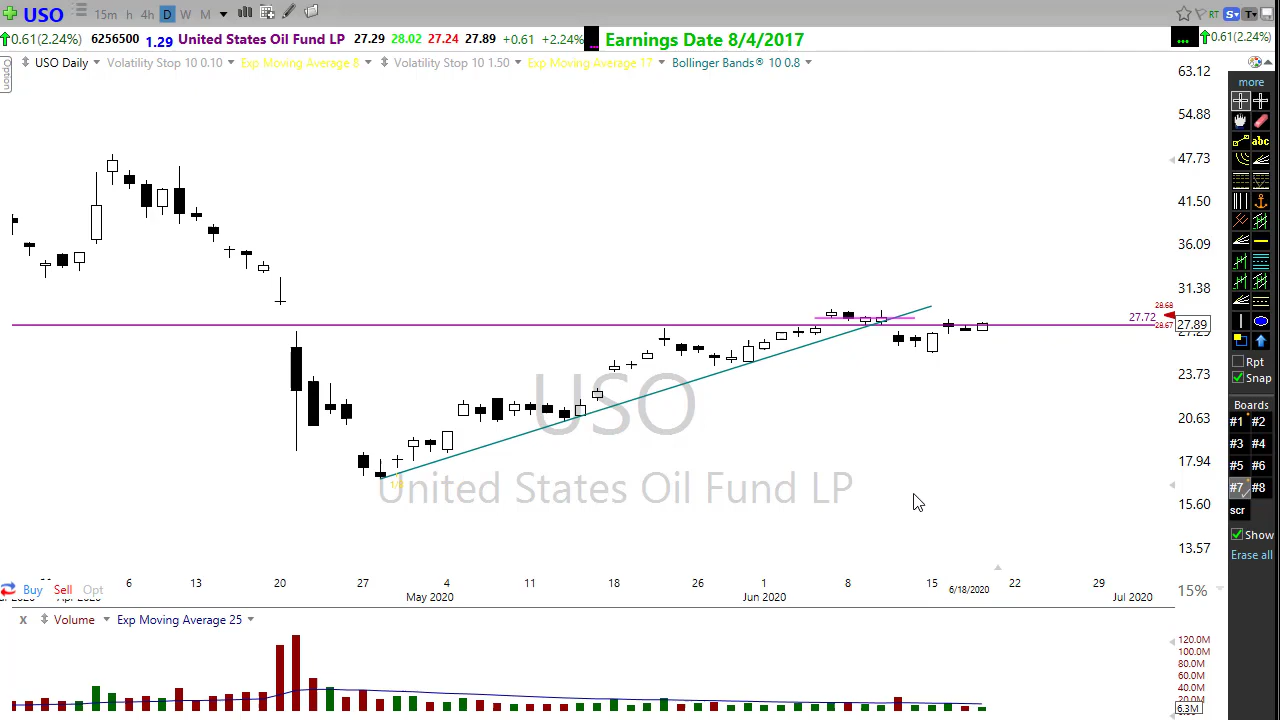 USO 15m h 4h D W M RT S T
0.61(2.24%) 6256500 1.29 United States Oil Fund LP 27.29 28.02 27.24 27.89 +0.61 +2.24% ... Earnings Date 8/4/2017 ... 0.61(2.24%)
Option USO Daily Volatility Stop 10 0.10 Exp Moving Average 8 Volatility Stop 10 1.50 Exp Moving Average 17 Bollinger Bands® 10 0.8
63.12
54.88
47.73
41.50
36.09
31.38
28.68
27.72
28.67
27.89
23.73
20.63
17.94
15.60
13.57
USO
United States Oil Fund LP
more
abc
Rpt
Snap
Boards
#1 #2
#3 #4
#5 #6
#7 #8
scr
Show
Erase all
Buy Sell Opt
6 13 20 27 4 11 18 26 1 8 15 6/18/2020 22 29 15%
May 2020 Jun 2020 Jul 2020
x Volume Exp Moving Average 25
120.0M
100.0M
80.0M
60.0M
40.0M
20.0M
6.3M